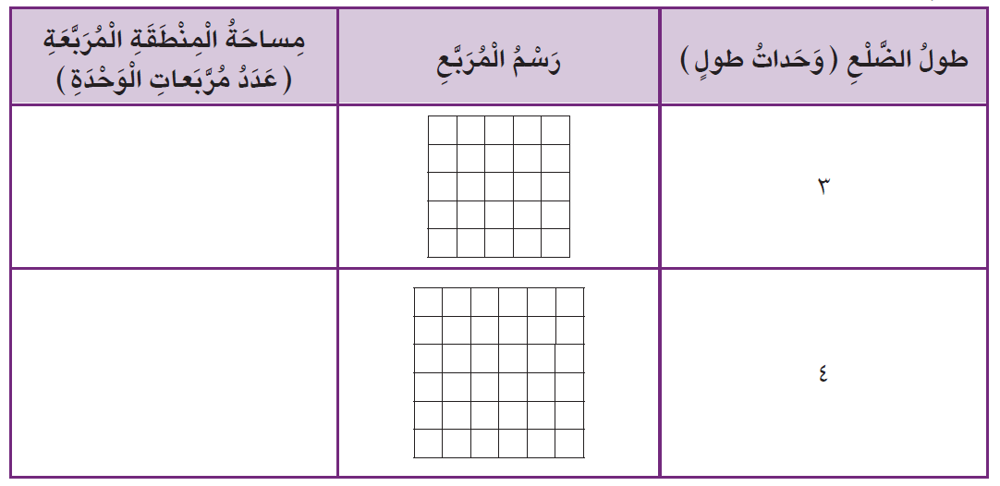 طولُ الضَّلْعِ (وَحَداتُ طولٍ)
رَسْمُ الْمُرَبَّعِ
مِساحَةُ الْمِنْطَقَةِ الْمُرَبَّعَةِ
(عَدَدُ مُرَّبَعاتِ الْوَحْدَةِ)
٣
٤